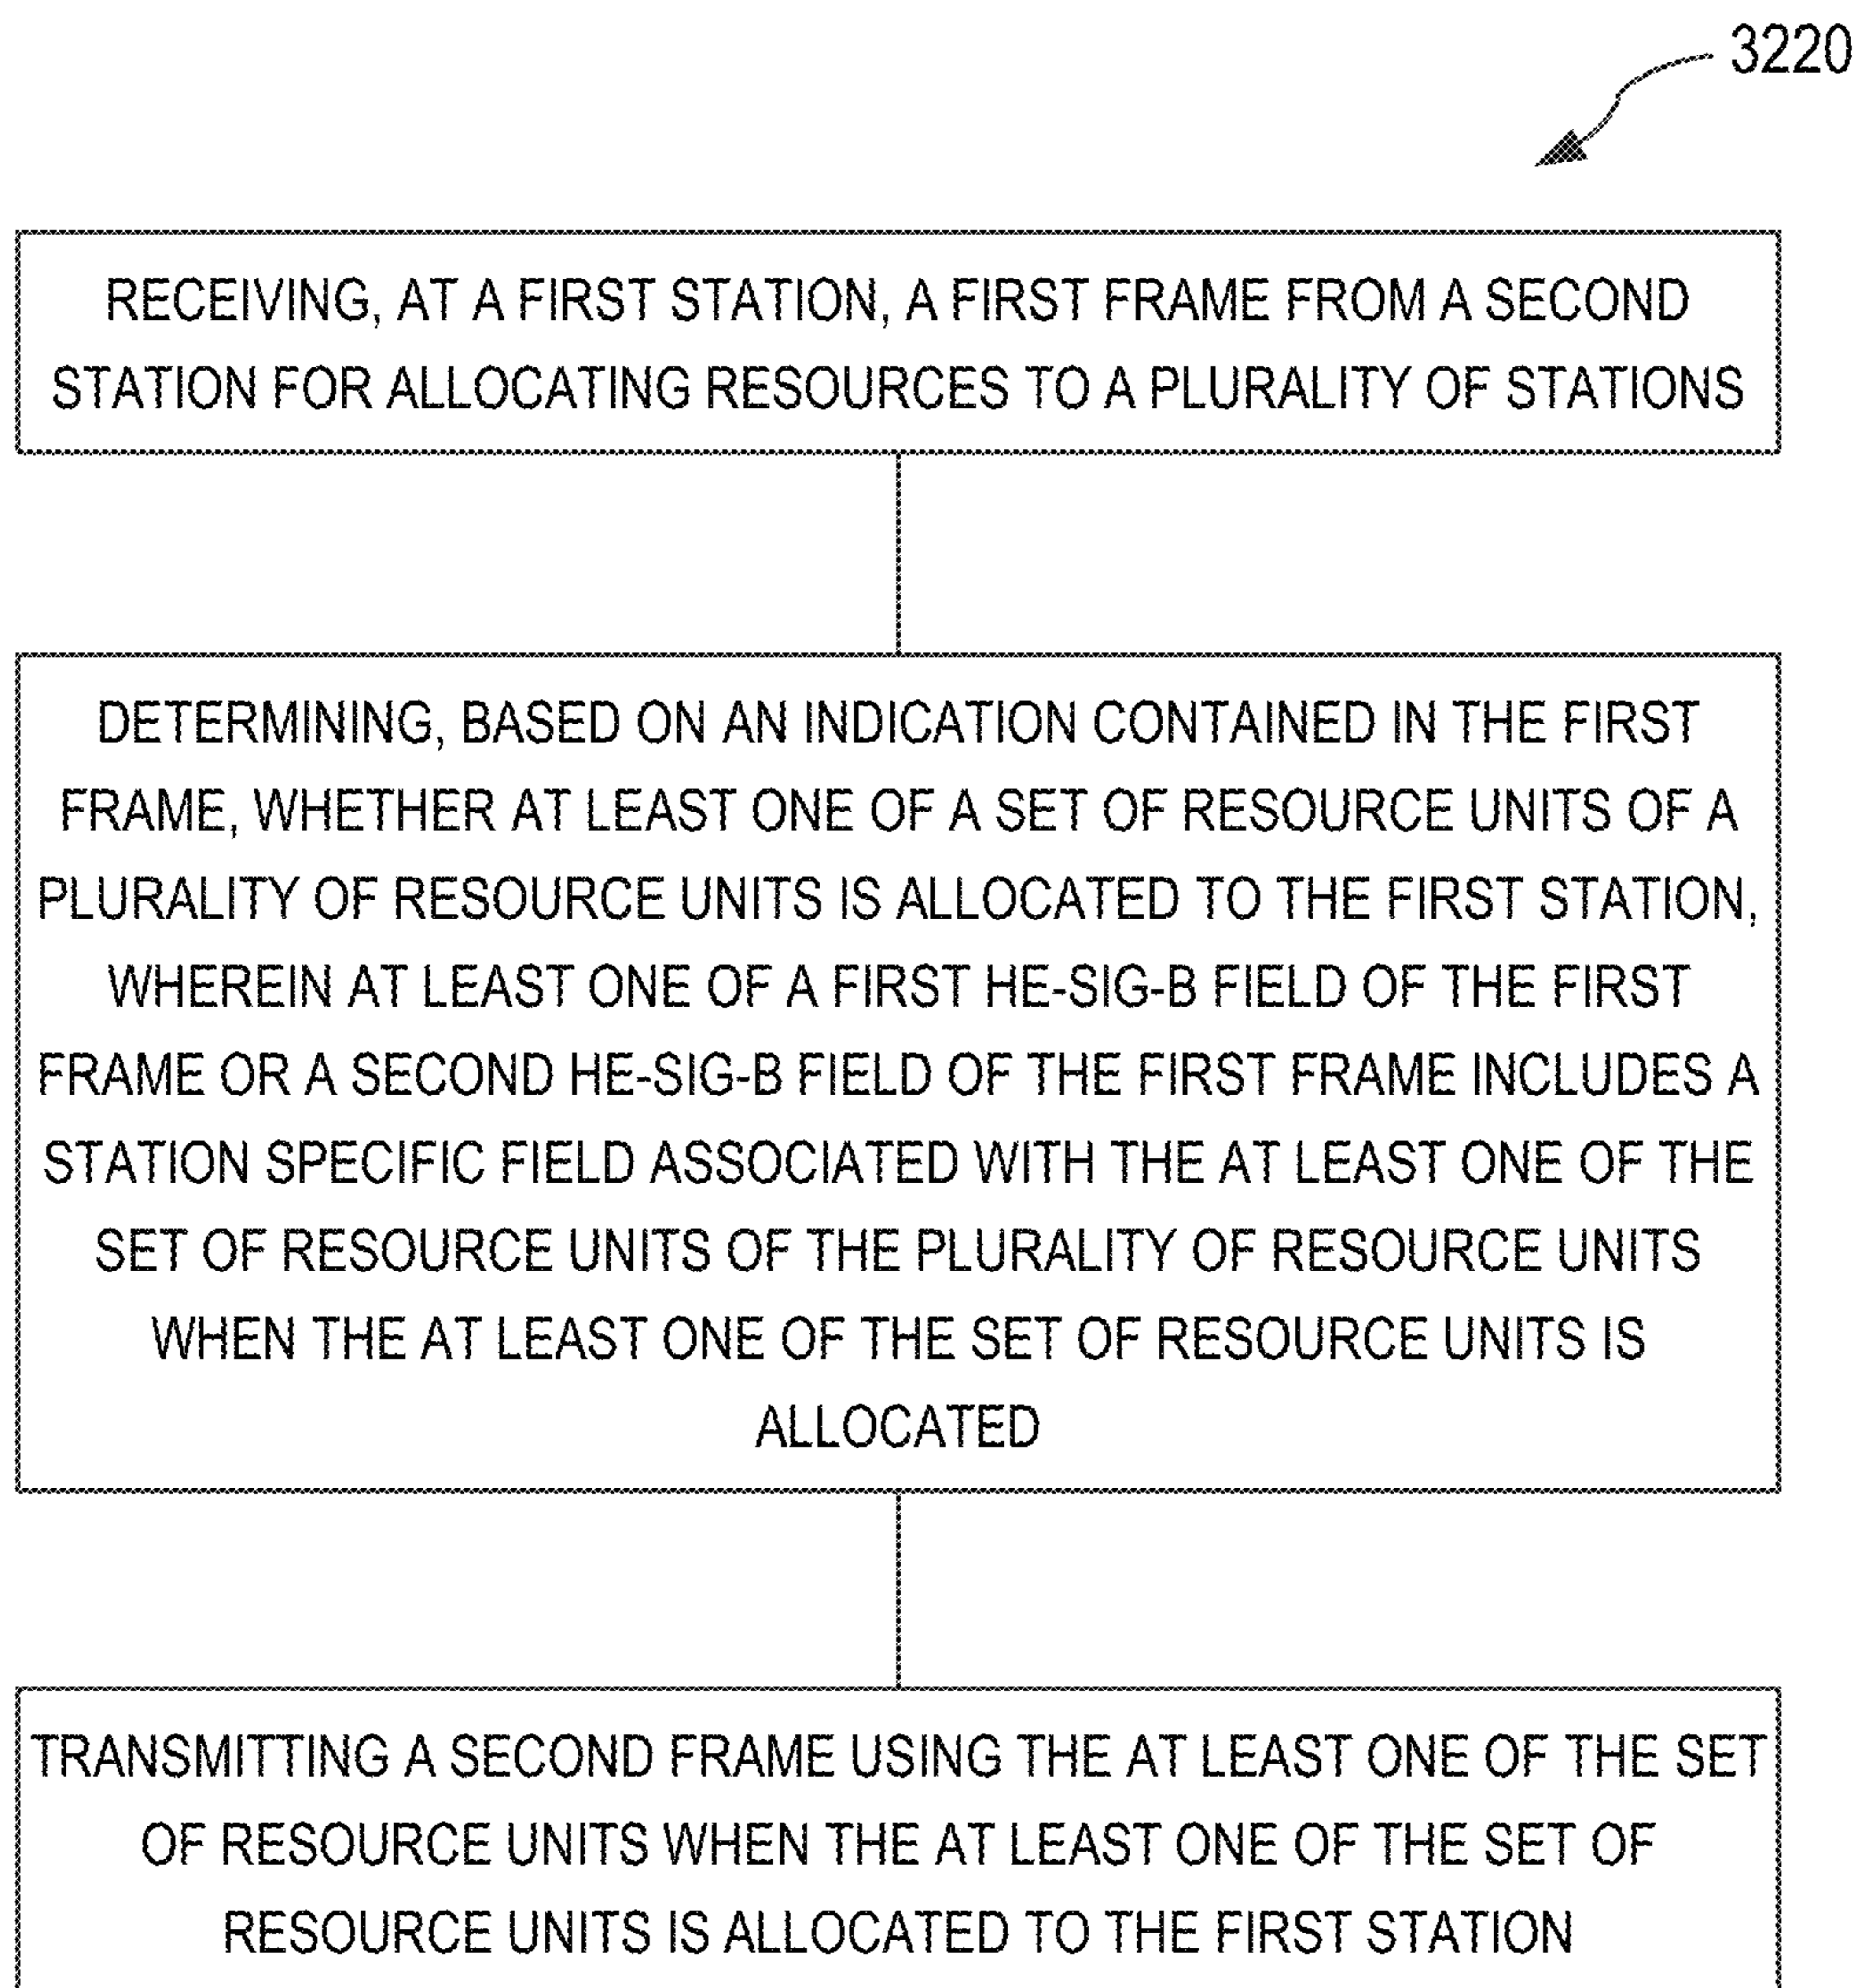 3220
RECEIVING, AT A FIRST STATION, A FIRST FRAME FROM A SECOND
STATION FOR ALLOCATING RESOURCES TO A PLURALITY OF STATIONS
DETERMINING, BASED ON AN INDICATION CONTAINED IN THE FIRST
FRAME, WHETHER AT LEAST ONE OF A SET OF RESOURCE UNITS OF A
PLURALITY OF RESOURCE UNITS IS ALLOCATED TO THE FIRST STATION,
WHEREIN AT LEAST ONE OF A FIRST HE-SIG-B FIELD OF THE FIRST
FRAME OR A SECOND HE-SIG-B FIELD OF THE FIRST FRAME INCLUDES A
STATION SPECIFIC FIELD ASSOCIATED WITH THE AT LEAST ONE OF THE
SET OF RESOURCE UNITS OF THE PLURALITY OF RESOURCE UNITS
WHEN THE AT LEAST ONE OF THE SET OF RESOURCE UNITS IS
ALLOCATED
TRANSMITTING A SECOND FRAME USING THE AT LEAST ONE OF THE SET
OF RESOURCE UNITS WHEN THE AT LEAST ONE OF THE SET OF
RESOURCE UNITS IS ALLOCATED TO THE FIRST STATION